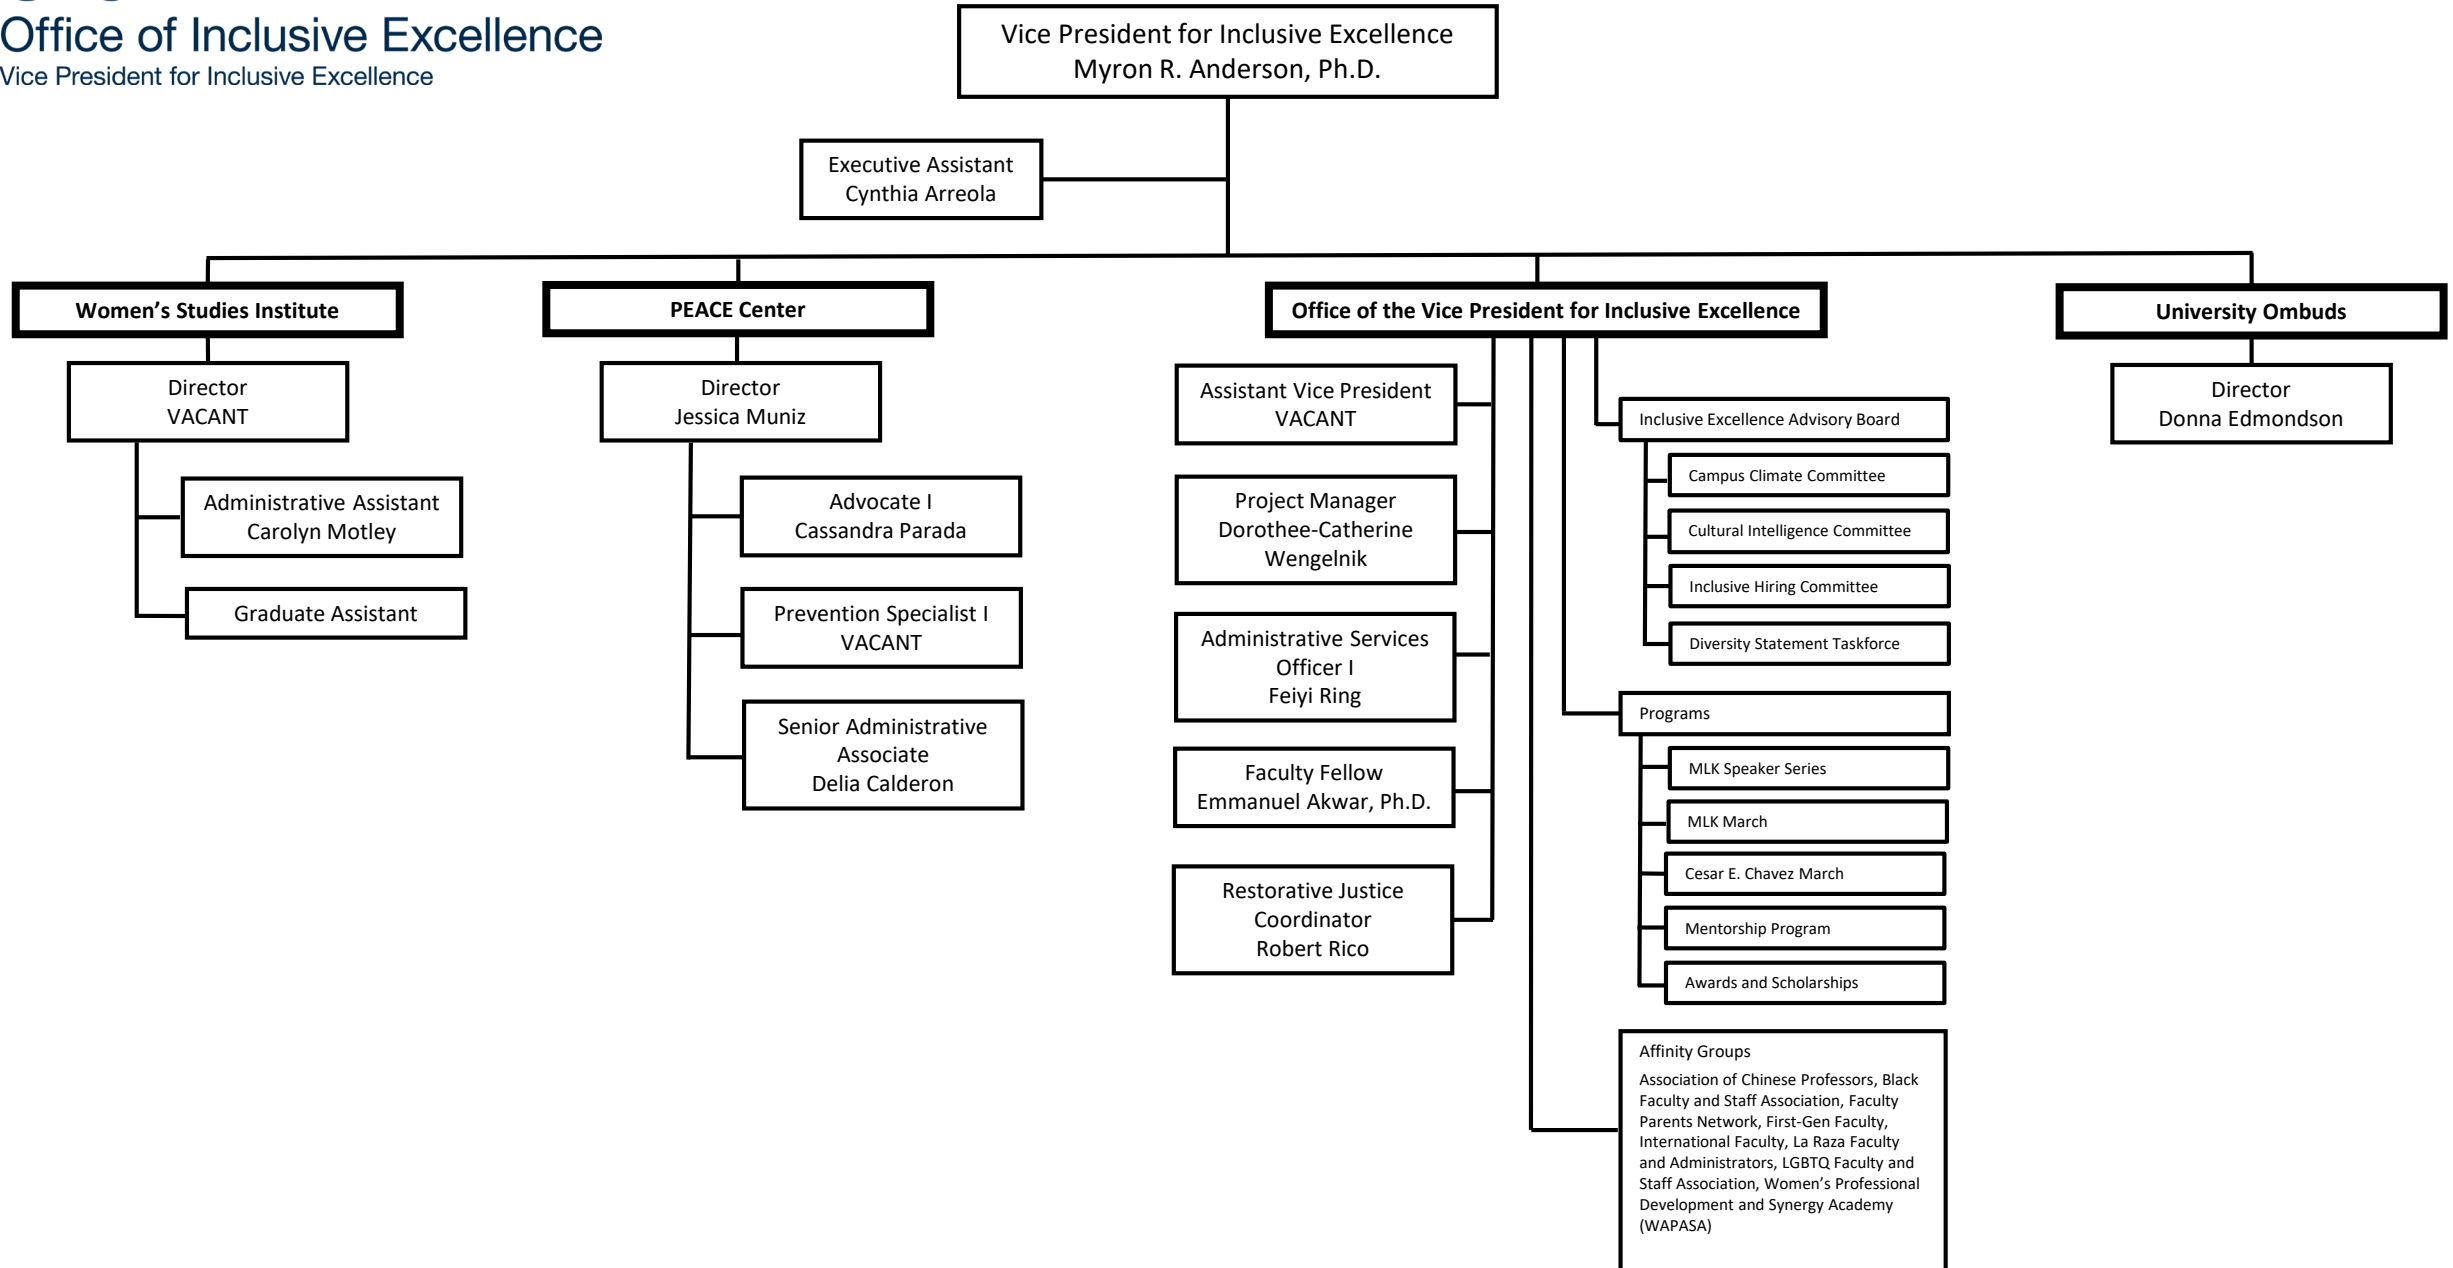 Office of Inclusive Excellence
Vice President for Inclusive Excellence
Vice President for Inclusive Excellence
Myron R. Anderson, Ph.D.
Executive Assistant
Cynthia Arreola
Women’s Studies Institute
Director
VACANT
Administrative Assistant
Carolyn Motley
Graduate Assistant
PEACE Center
Director
Jessica Muniz
Advocate I
Cassandra Parada
Prevention Specialist I
VACANT
Senior Administrative
Associate
Delia Calderon
Office of the Vice President for Inclusive Excellence
Assistant Vice President
VACANT
Project Manager
Dorothee-Catherine
Wengelnik
Administrative Services
Officer I
Feiyi Ring
Faculty Fellow
Emmanuel Akwar, Ph.D.
Restorative Justice
Coordinator
Robert Rico
Inclusive Excellence Advisory Board
Campus Climate Committee
Cultural Intelligence Committee
Inclusive Hiring Committee
Diversity Statement Taskforce
Programs
MLK Speaker Series
MLK March
Cesar E. Chavez March
Mentorship Program
Awards and Scholarships
Affinity Groups
Association of Chinese Professors, Black
Faculty and Staff Association, Faculty
Parents Network, First-Gen Faculty,
International Faculty, La Raza Faculty
and Administrators, LGBTQ Faculty and
Staff Association, Women’s Professional
Development and Synergy Academy
(WAPASA)
University Ombuds
Director
Donna Edmondson